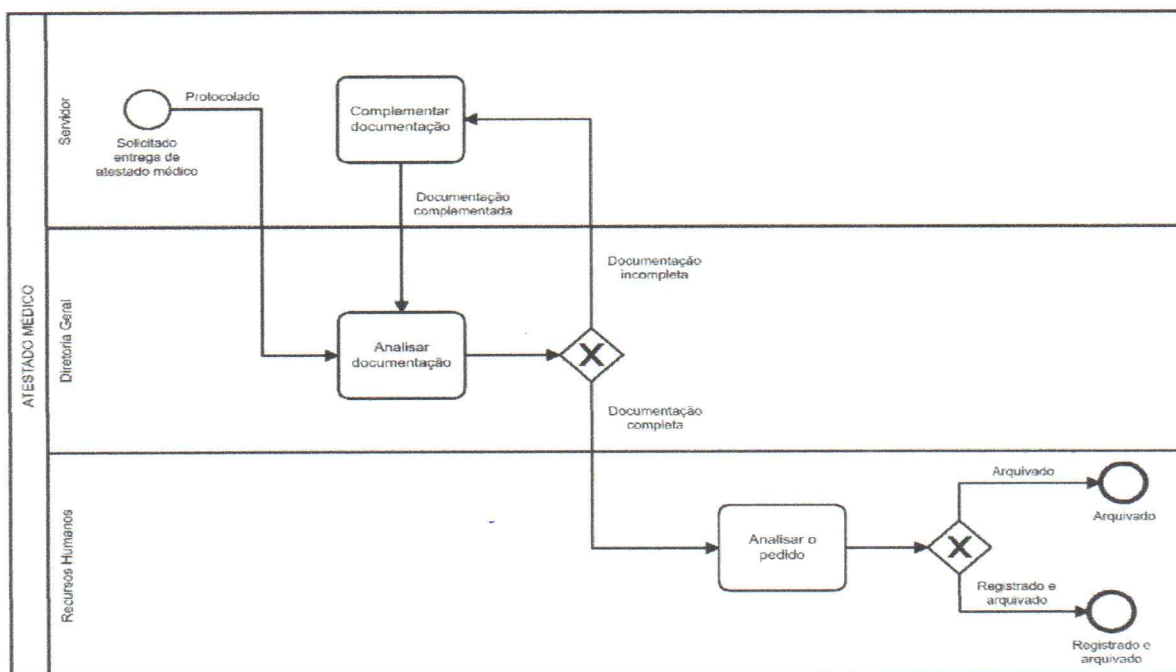 ATESTADO MÉDICO
Servidor
Protocolado
Solicitado
entrega de
atestado médico
Complementar
documentação
Documentação
complementada
Diretoria Geral
Documentação
incompleta
Analisar
documentação
X
Documentação
completa
Recursos Humanos
Analisar o
pedido
X
Arquivado
Arquivado
Registrado e
arquivado
Registrado e
arquivado